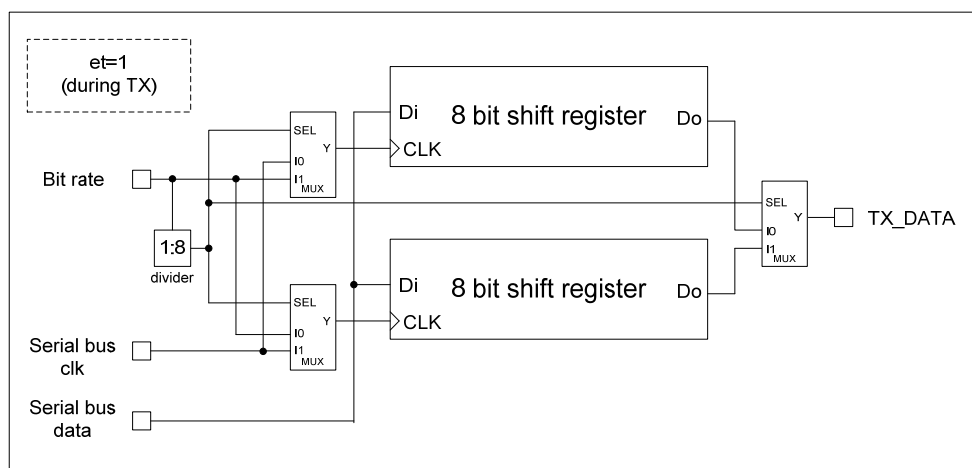 et=1
(during TX)
Di
8 bit shift register
Do
CLK
SEL
I0
I1
Y
MUX
Bit rate
1:8
divider
SEL
I0
I1
Y
MUX
TX_DATA
Di
8 bit shift register
Do
CLK
SEL
I0
I1
Y
MUX
Serial bus
clk
Serial bus
data